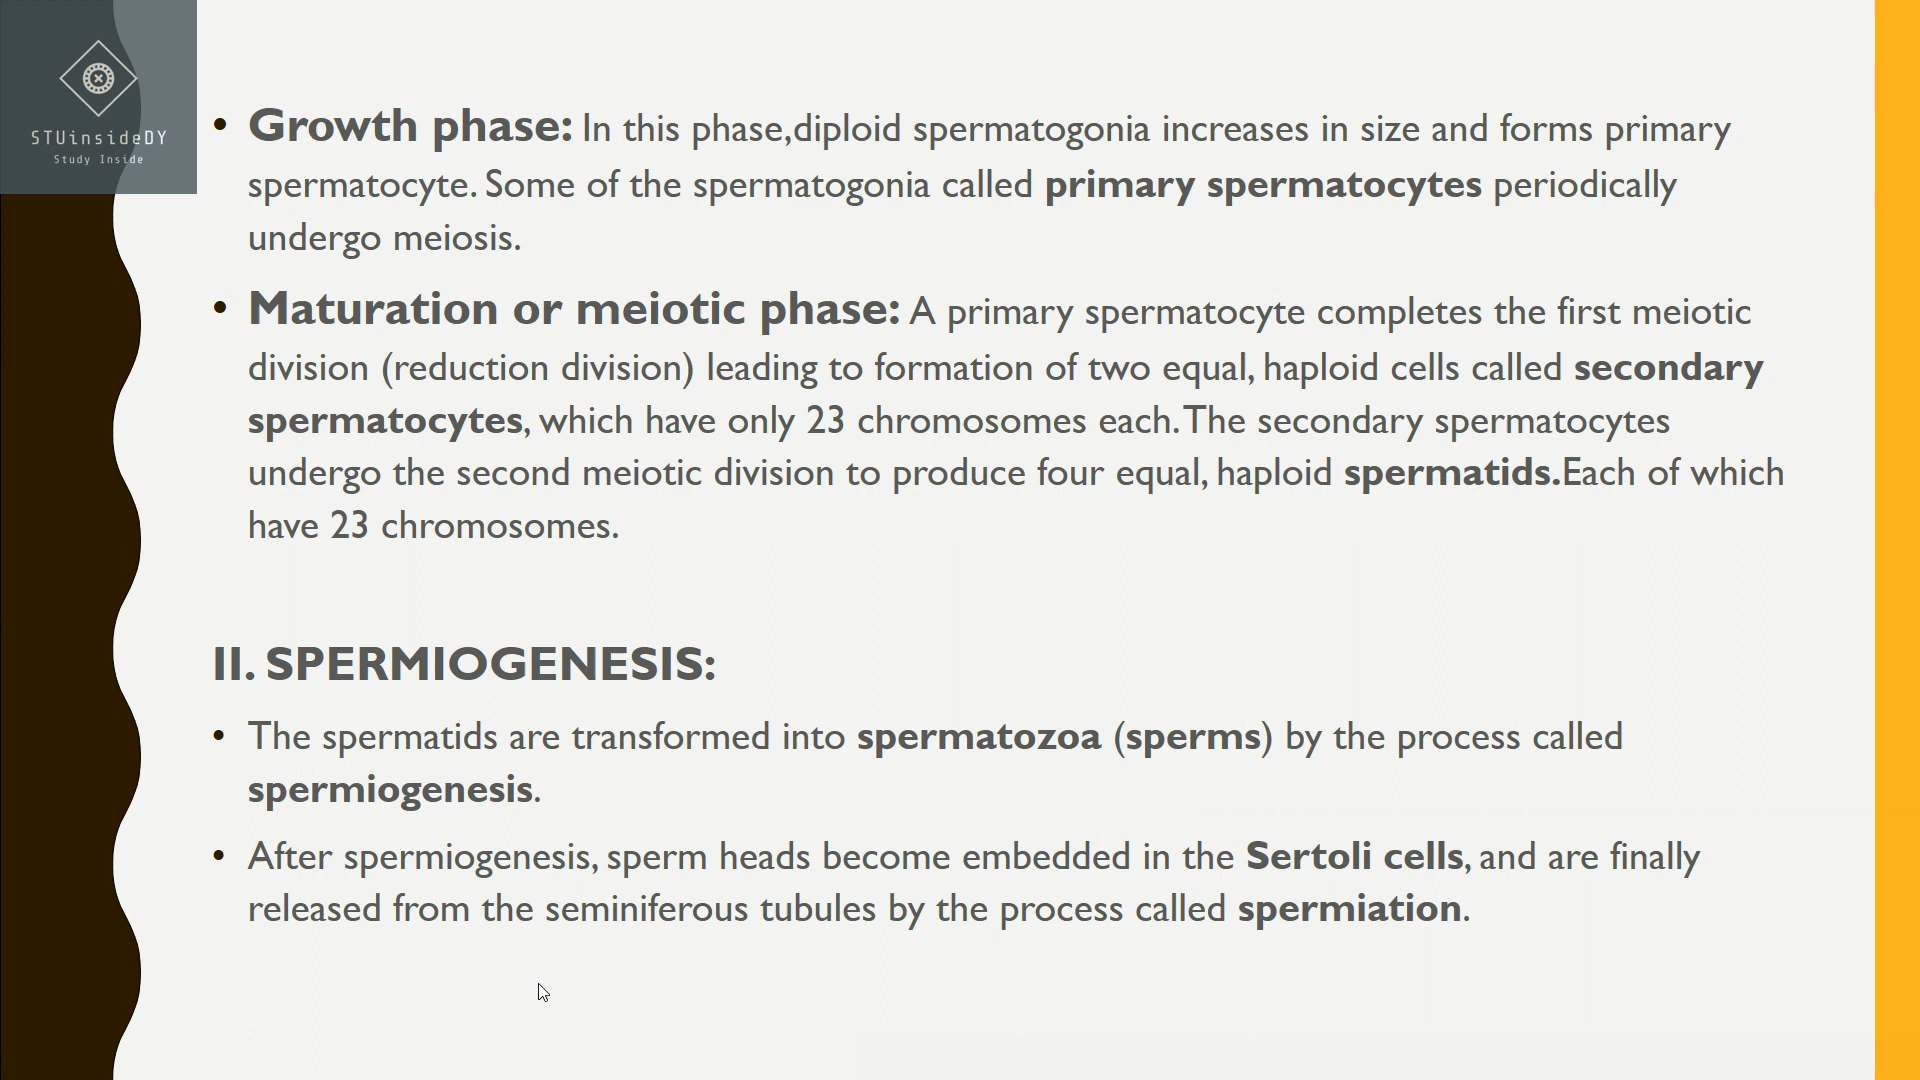 STUinsideDY
Study Inside
• Growth phase: In this phase,diploid spermatogonia increases in size and forms primary
spermatocyte. Some of the spermatogonia called primary spermatocytes periodically
undergo meiosis.
• Maturation or meiotic phase: A primary spermatocyte completes the first meiotic
division (reduction division) leading to formation of two equal, haploid cells called secondary
spermatocytes, which have only 23 chromosomes each. The secondary spermatocytes
undergo the second meiotic division to produce four equal, haploid spermatids.Each of which
have 23 chromosomes.
II. SPERMIOGENESIS:
• The spermatids are transformed into spermatozoa (sperms) by the process called
spermiogenesis.
• After spermiogenesis, sperm heads become embedded in the Sertoli cells, and are finally
released from the seminiferous tubules by the process called spermiation.